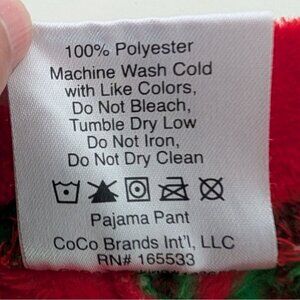 100% Polyester
Machine Wash Cold
with Like Colors,
Do Not Bleach,
Tumble Dry Low
Do Not Iron,
Do Not Dry Clean
Pajama Pant
CoCo Brands Int'l, LLC
RN# 165533